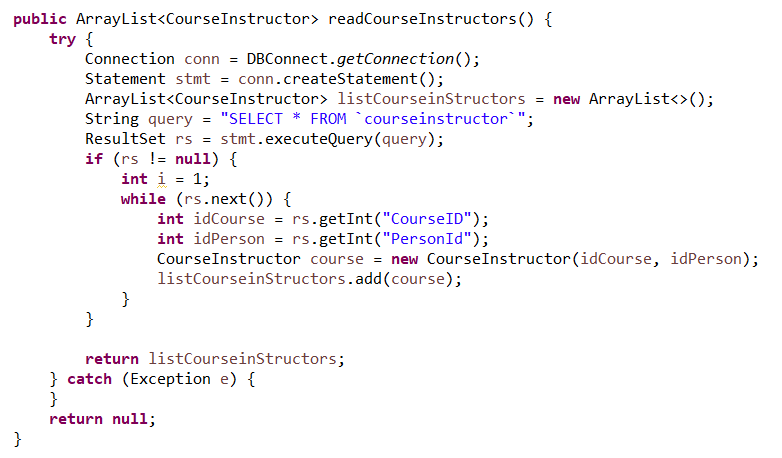 public ArrayList<CourseInstructor> readCourseInstructors() {
    try {
        Connection conn = DBConnect.getConnection();
        Statement stmt = conn.createStatement();
        ArrayList<CourseInstructor> listCourseinStructors = new ArrayList<>();
        String query = "SELECT * FROM `courseinstructor`";
        ResultSet rs = stmt.executeQuery(query);
        if (rs != null) {
            int i = 1;
            while (rs.next()) {
                int idCourse = rs.getInt("CourseID");
                int idPerson = rs.getInt("PersonId");
                CourseInstructor course = new CourseInstructor(idCourse, idPerson);
                listCourseinStructors.add(course);
            }
        }

        return listCourseinStructors;
    } catch (Exception e) {
    }
    return null;
}